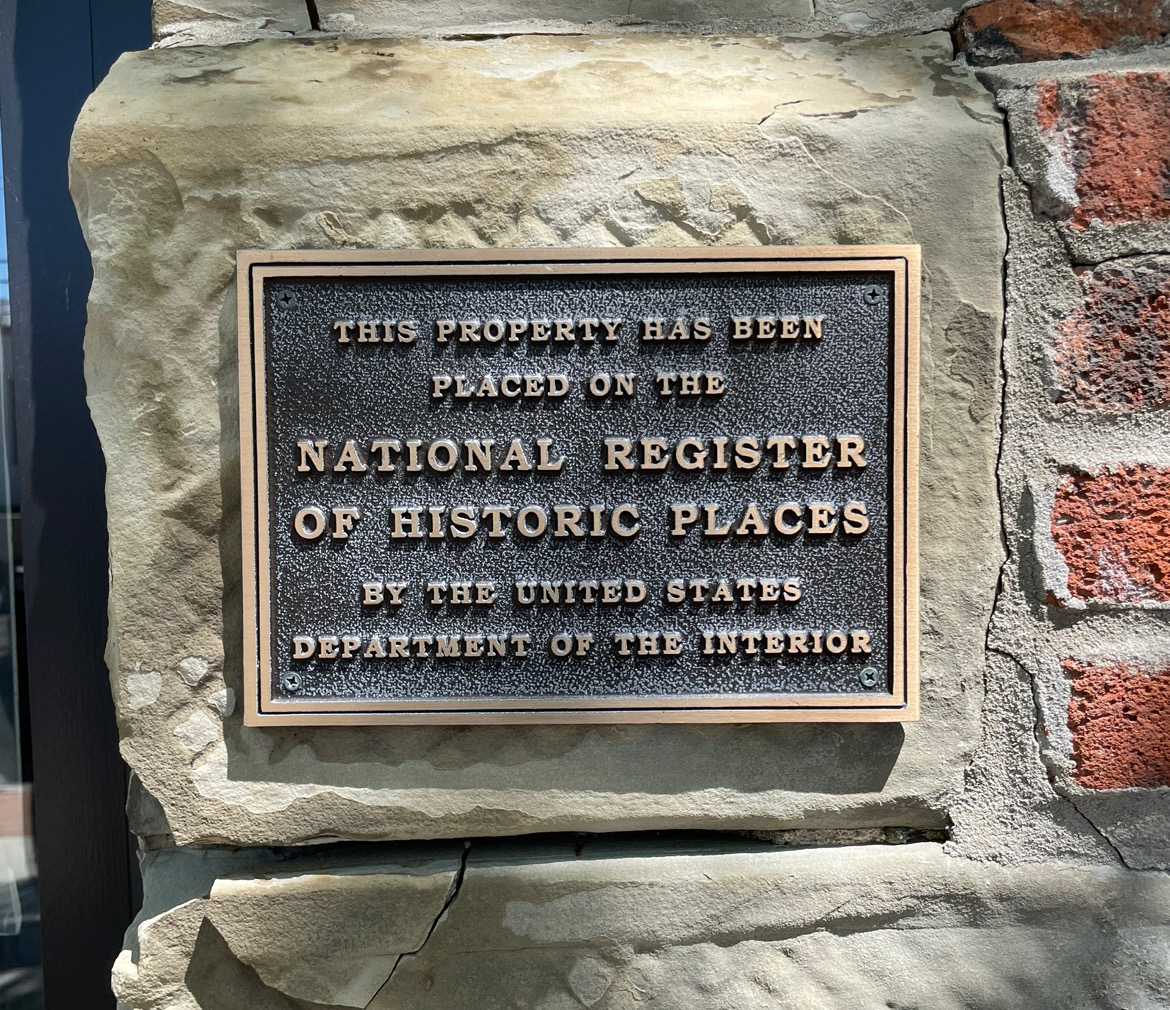 THIS PROPERTY HAS BEEN
PLACED ON THE
NATIONAL REGISTER
OF HISTORIC PLACES
BY THE UNITED STATES
DEPARTMENT OF THE INTERIOR